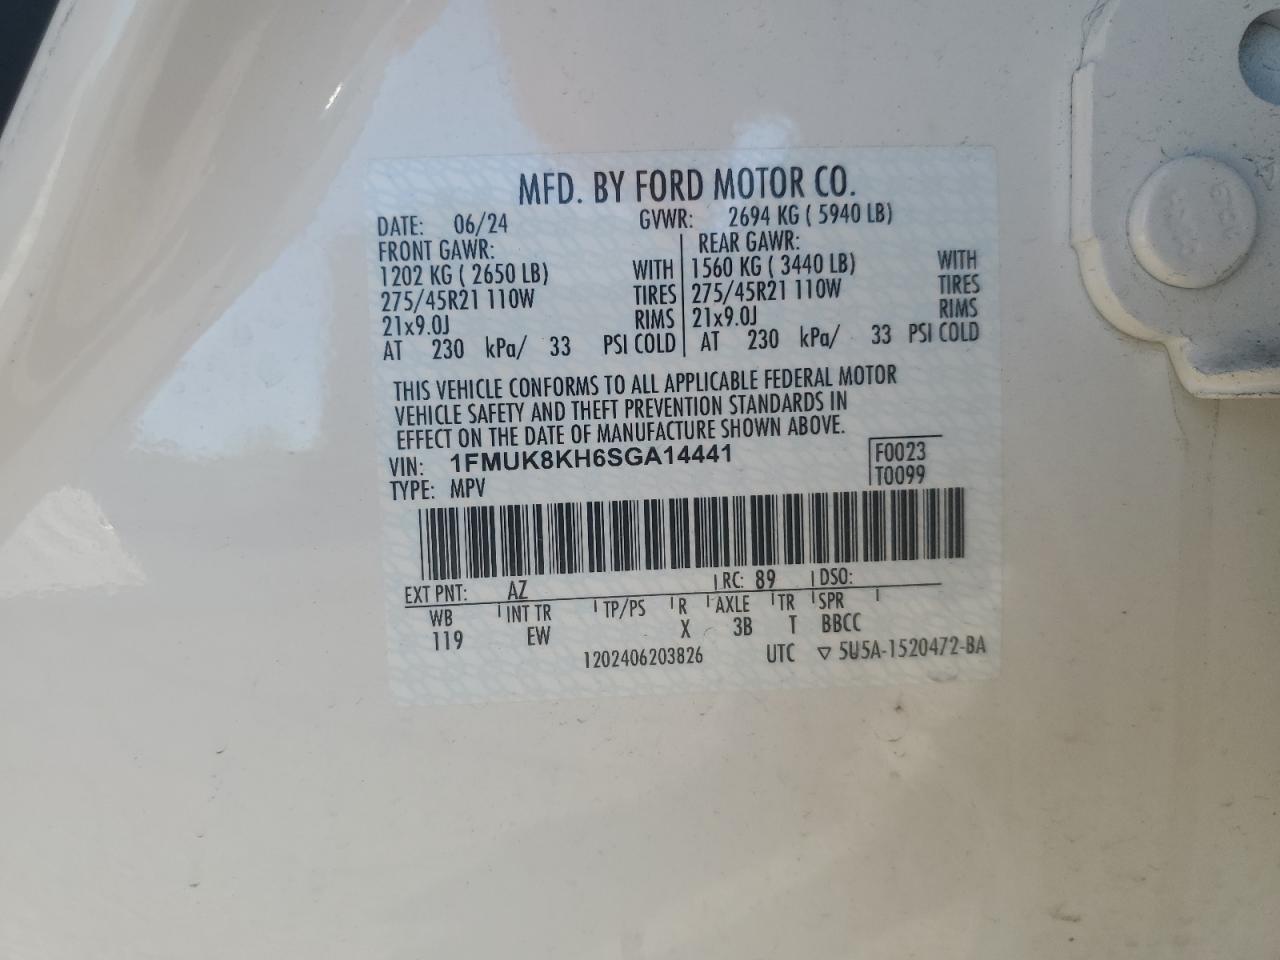 MFD. BY FORD MOTOR CO.
DATE: 06/24 GVWR: 2694 KG ( 5940 LB)
FRONT GAWR: REAR GAWR:
1202 KG ( 2650 LB) WITH 1560 KG ( 3440 LB) WITH
275/45R21 110W TIRES 275/45R21 110W TIRES
21x9.0J RIMS 21x9.0J RIMS
AT 230 kPa/ 33 PSI COLD AT 230 kPa/ 33 PSI COLD
THIS VEHICLE CONFORMS TO ALL APPLICABLE FEDERAL MOTOR
VEHICLE SAFETY AND THEFT PREVENTION STANDARDS IN
EFFECT ON THE DATE OF MANUFACTURE SHOWN ABOVE.
VIN: 1FMUK8KH6SGA14441 F0023
TYPE: MPV T0099
EXT PNT: AZ RC: 89 DSO:
WB INT TR TP/PS R AXLE TR SPR
119 EW X 3B T BBCC
1202406203826 UTC ▽ 5U5A-1520472-BA